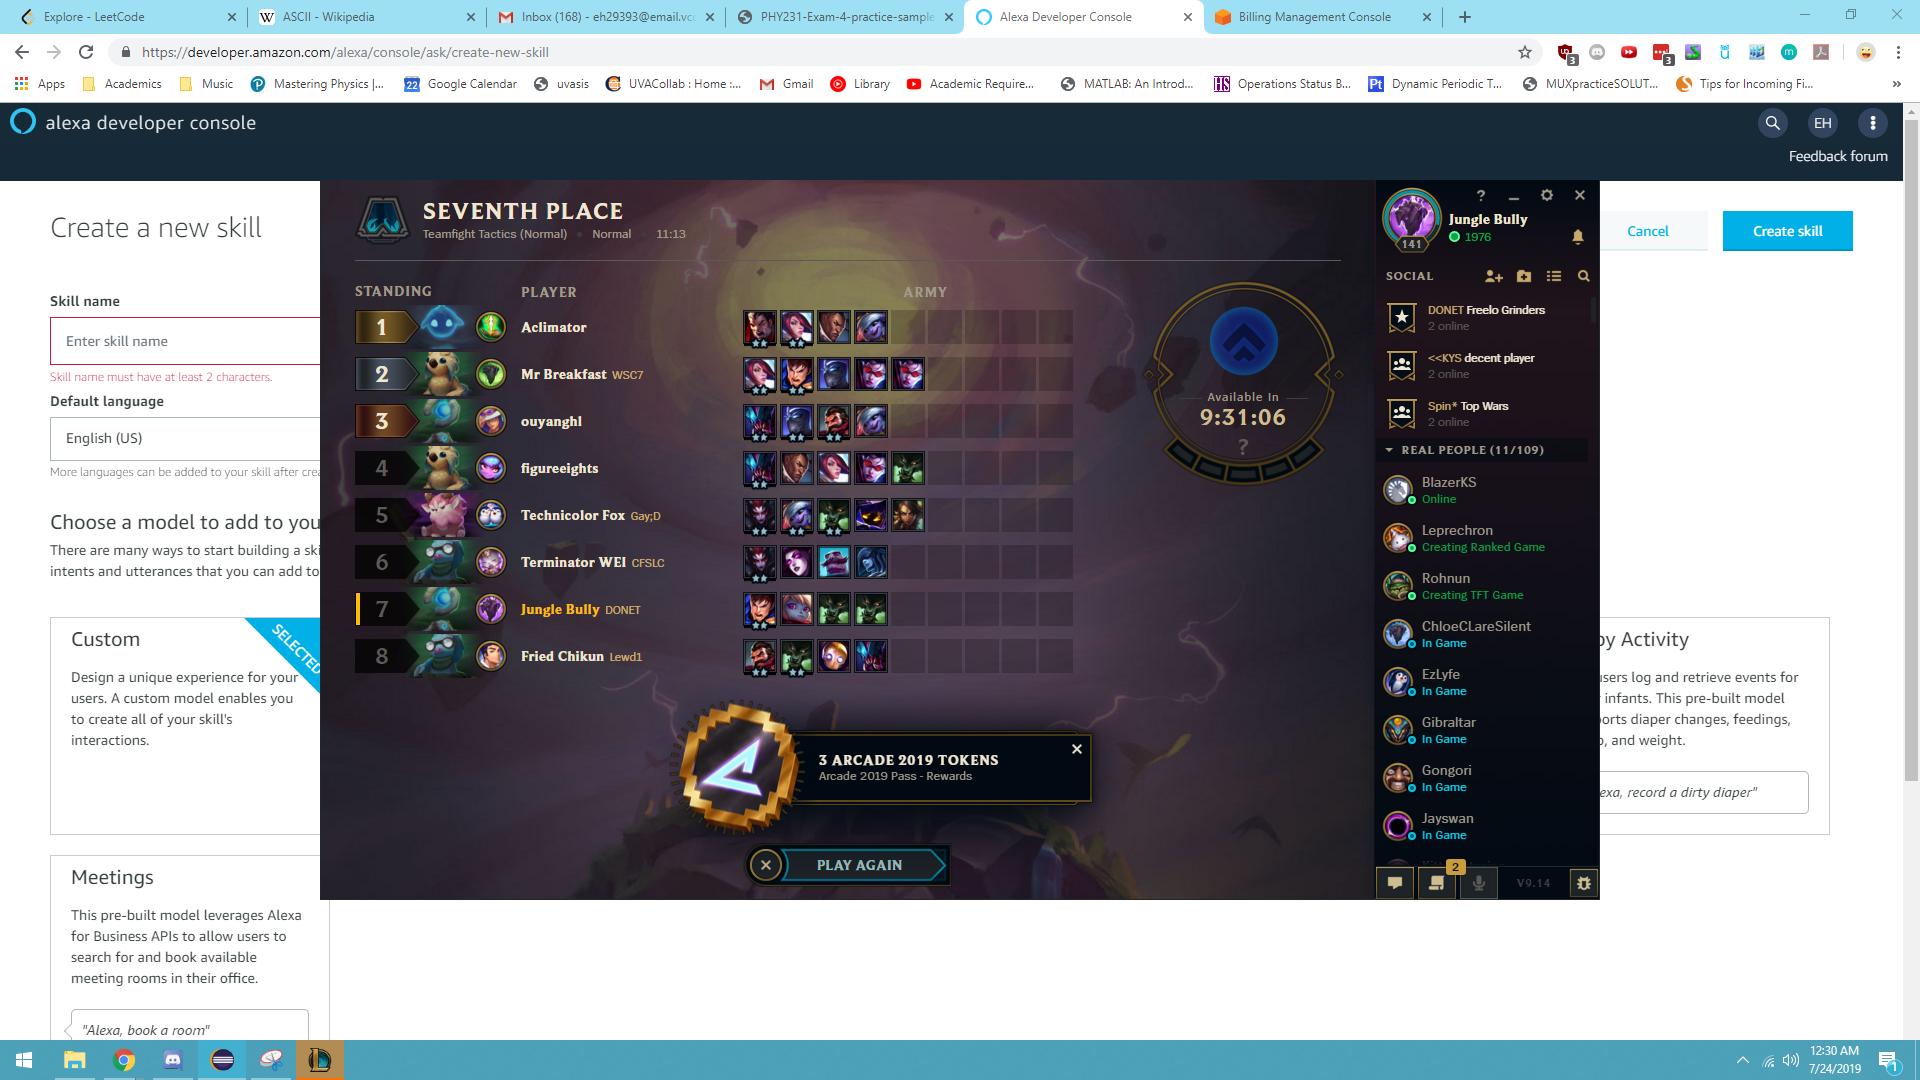 Explore - LeetCode
ASCII - Wikipedia
Inbox (168) - eh29393@email.vc
PHY231-Exam-4-practice-sample
Alexa Developer Console
Billing Management Console
https://developer.amazon.com/alexa/console/ask/create-new-skill
3
3
Apps
Academics
Music
Mastering Physics |...
22
Google Calendar
uvasis
UVACollab : Home :...
Gmail
Library
Academic Require...
MATLAB: An Introd...
HS
Operations Status B...
Pt
Dynamic Periodic T...
MUXpracticeSOLUT...
Tips for Incoming Fi...
»
alexa developer console
EH
Feedback forum
Create a new skill
Cancel
Create skill
Skill name
Enter skill name
Skill name must have at least 2 characters.
Default language
English (US)
More languages can be added to your skill after crea
Choose a model to add to you
There are many ways to start building a ski
intents and utterances that you can add to
Custom
SELECTED
Design a unique experience for your
users. A custom model enables you
to create all of your skill's
interactions.
Meetings
This pre-built model leverages Alexa
for Business APIs to allow users to
search for and book available
meeting rooms in their office.
"Alexa, book a room"
SEVENTH PLACE
Teamfight Tactics (Normal) • Normal 11:13
STANDING PLAYER ARMY
1 Aclimator
2 Mr Breakfast WSC7
3 ouyanghl
4 figureeights
5 Technicolor Fox Gay;D
6 Terminator WEI CFSLC
7 Jungle Bully DONET
8 Fried Chikun Lewd1
Available In
9:31:06
?
3 ARCADE 2019 TOKENS
Arcade 2019 Pass - Rewards
PLAY AGAIN
?
Jungle Bully
1976
141
SOCIAL
DONET Freelo Grinders
2 online
<<KYS decent player
2 online
Spin* Top Wars
2 online
REAL PEOPLE (11/109)
BlazerKS
Online
Leprechron
Creating Ranked Game
Rohnun
Creating TFT Game
ChloeCLareSilent
In Game
EzLyfe
In Game
Gibraltar
In Game
Gongori
In Game
Jayswan
In Game
2
V9.14
by Activity
users log and retrieve events for
infants. This pre-built model
ports diaper changes, feedings,
, and weight.
exa, record a dirty diaper"
12:30 AM
7/24/2019
1